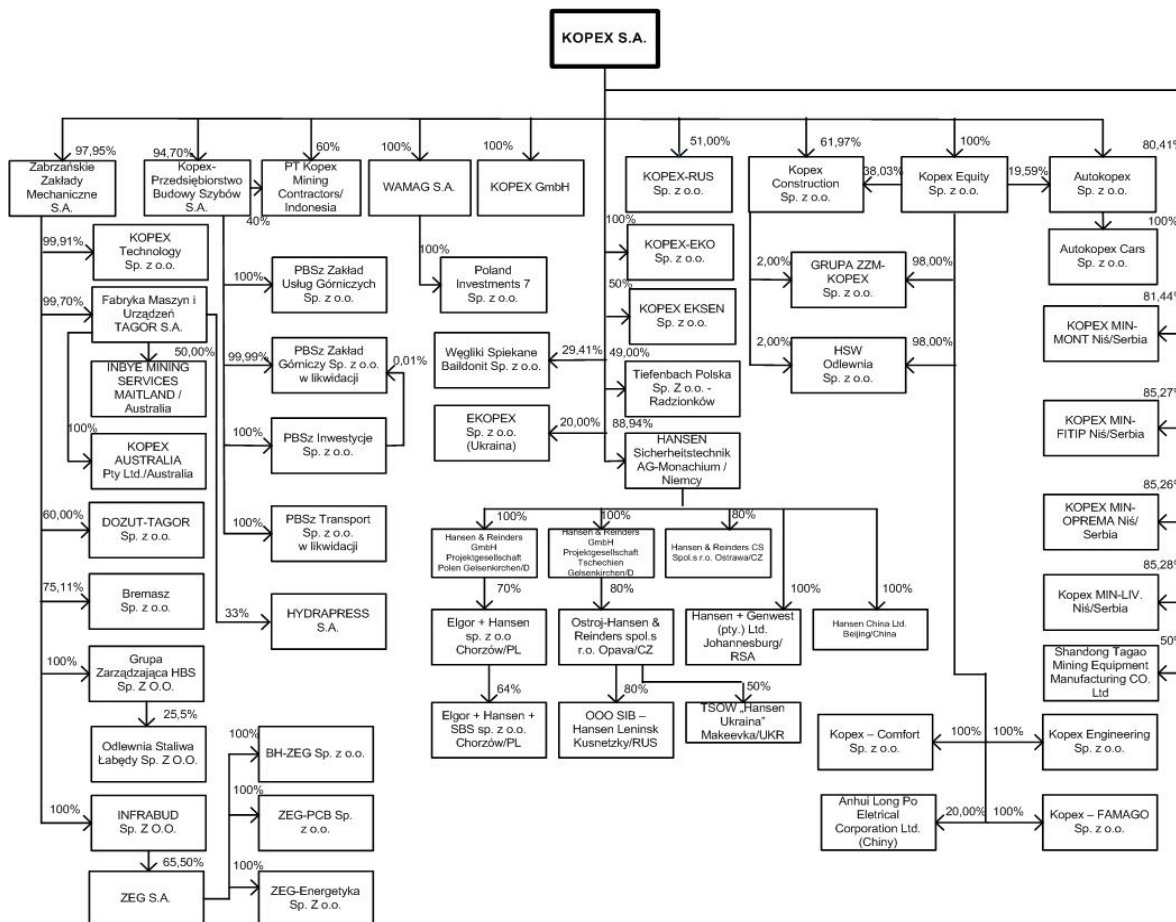 KOPEX S.A.
97,95%
94,70%
60%
100%
100%
51,00%
61,97%
100%
80,41%
Zabrzańskie
Zakłady
Mechaniczne
S.A.
Kopex-
Przedsiębiorstwo
Budowy Szybów
S.A.
40%
PT Kopex
Mining
Contractors/
Indonesia
WAMAG S.A.
KOPEX GmbH
KOPEX-RUS
Sp. z o.o.
Kopex
Construction
Sp. z o.o.
38,03%
Kopex Equity
Sp. z o.o.
19,59%
Autokopex
Sp. z o.o.
99,91%
KOPEX
Technology
Sp. z o.o.
100%
PBSz Zakład
Usług Górniczych
Sp. z o.o.
100%
Poland
Investments 7
Sp. z o.o.
100%
KOPEX-EKO
Sp. z o.o.
2,00%
GRUPA ZZM-
KOPEX
Sp. z o.o.
98,00%
100%
Autokopex Cars
Sp. z o.o.
99,70%
Fabryka Maszyn i
Urządzeń
TAGOR S.A.
50%
KOPEX EKSEN
Sp. z o.o.
81,44%
KOPEX MIN-
MONT Niś/Serbia
50,00%
INBYE MINING
SERVICES
MAITLAND /
Australia
99,99%
PBSz Zakład
Górniczy Sp. z o.o.
w likwidacji
0,01%
Węgliki Spiekane
Baildonit Sp. z o.o.
29,41%
49,00%
Tiefenbach Polska
Sp. Z o.o. -
Radzionków
2,00%
HSW
Odlewnia
Sp. z o.o.
98,00%
100%
KOPEX
AUSTRALIA
Pty Ltd./Australia
100%
PBSz Inwestycje
Sp. z o.o.
EKOPEX
Sp. z o.o.
(Ukraina)
20,00%
88,94%
HANSEN
Sicherheitstechnik
AG-Monachium /
Niemcy
85,27%
KOPEX MIN-
FITIP Niś/Serbia
60,00%
DOZUT-TAGOR
Sp. z o.o.
100%
PBSz Transport
Sp. z o.o.
w likwidacji
100%
Hansen & Reinders
GmbH
Projektgesellschaft
Polen Gelsenkirchen/D
100%
Hansen & Reinders
GmbH
Projektgesellschaft
Tschechien
Gelsenkirchen/D
80%
Hansen & Reinders CS
Spol.s r.o. Ostrawa/CZ
85,26%
KOPEX MIN-
OPREMA Niś/
Serbia
75,11%
Bremasz
Sp. z o.o.
33%
HYDRAPRESS
S.A.
70%
Elgor + Hansen
sp. z o.o
Chorzów/PL
80%
Ostroj-Hansen &
Reinders spol.s
r.o. Opava/CZ
100%
Hansen + Genwest
(pty.) Ltd.
Johannesburg/
RSA
100%
Hansen China Ltd.
Beijing/China
85,28%
Kopex MIN-LIV.
Niś/Serbia
100%
Grupa
Zarządzająca HBS
Sp. Z O.O.
64%
Elgor + Hansen +
SBS sp. z o.o.
Chorzów/PL
80%
OOO SIB –
Hansen Leninsk
Kusnetzky/RUS
50%
TSOW „Hansen
Ukraina”
Makeevka/UKR
50%
Shandong Tagao
Mining Equipment
Manufacturing CO.
Ltd
25,5%
Odlewnia Staliwa
Łabędy Sp. Z O.O.
100%
BH-ZEG Sp. z o.o.
Kopex – Comfort
Sp. z o.o.
100%
100%
Kopex Engineering
Sp. z o.o.
100%
INFRABUD
Sp. Z O.O.
100%
ZEG-PCB Sp.
z o.o.
Anhui Long Po
Eletrical
Corporation Ltd.
(Chiny)
20,00%
100%
Kopex – FAMAGO
Sp. z o.o.
65,50%
ZEG S.A.
100%
ZEG-Energetyka
Sp. Z o.o.